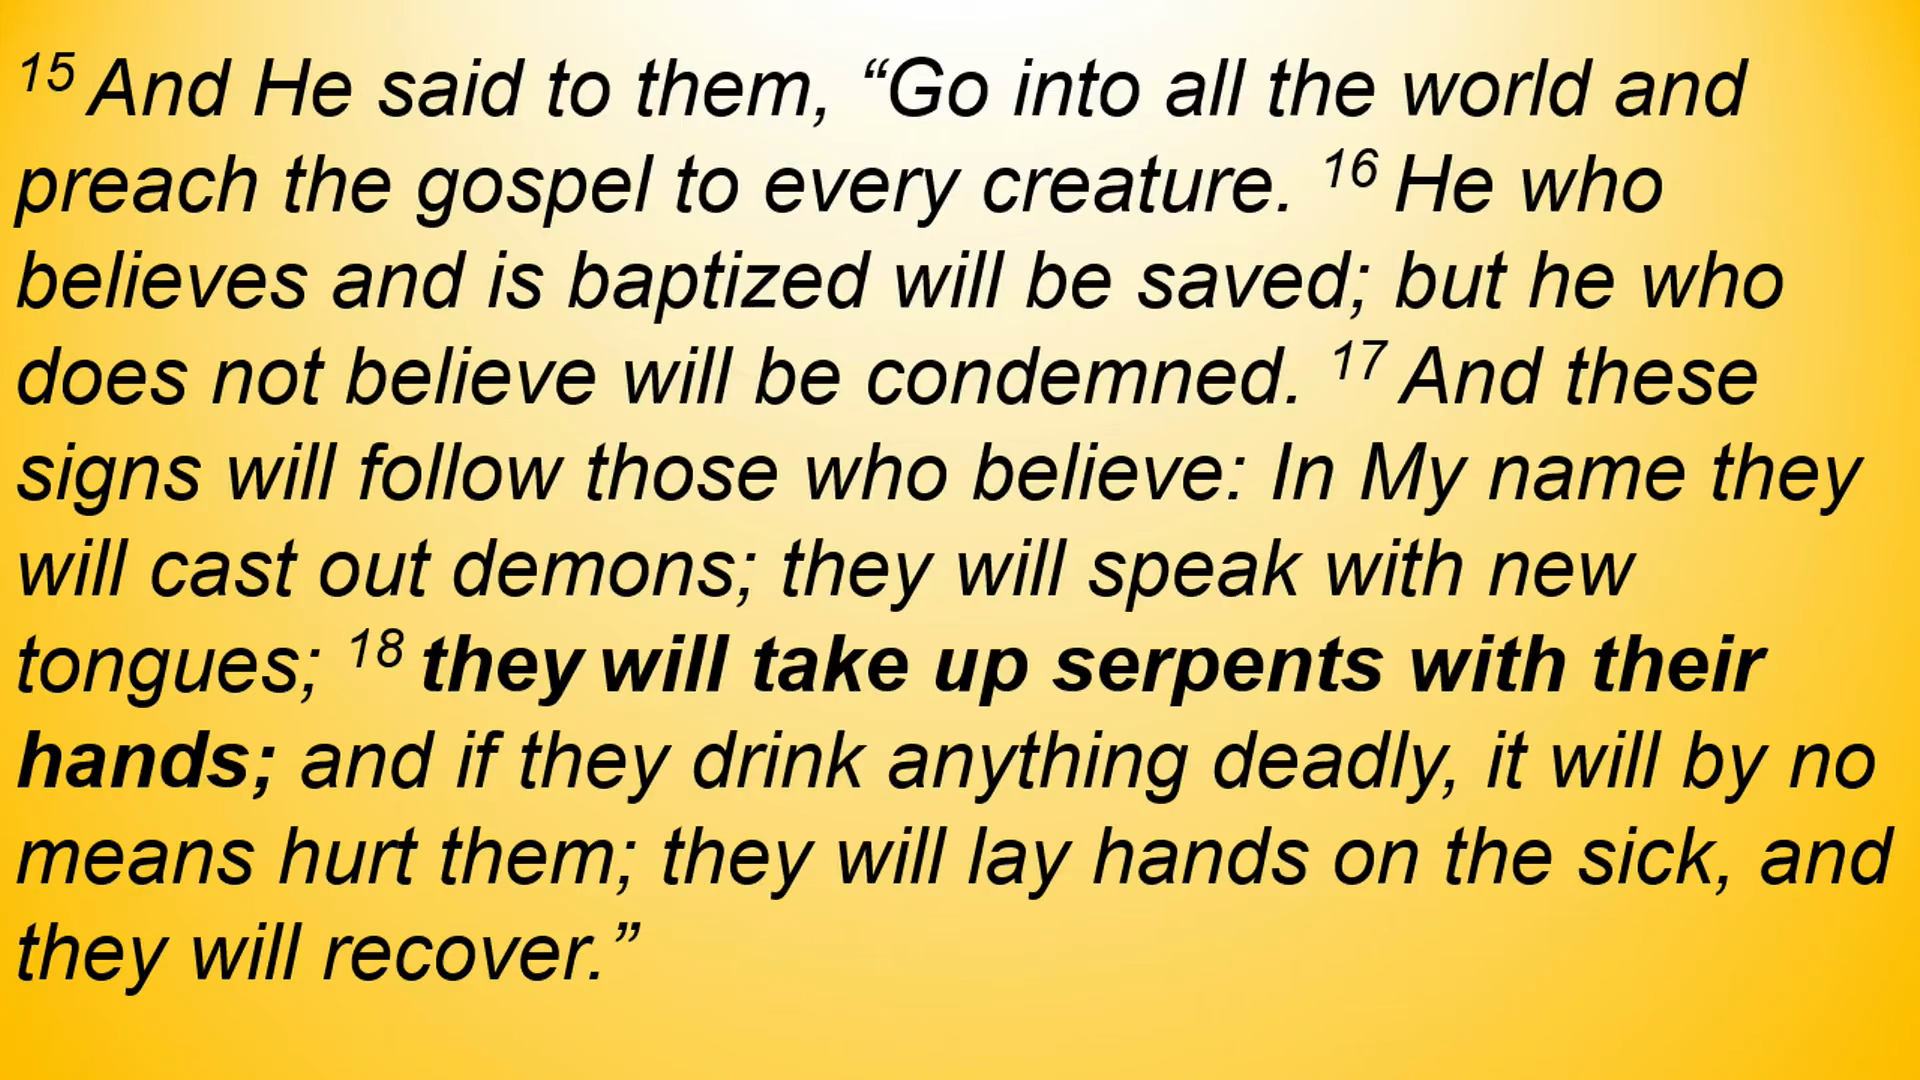 15 And He said to them, “Go into all the world and
preach the gospel to every creature. 16 He who
believes and is baptized will be saved; but he who
does not believe will be condemned. 17 And these
signs will follow those who believe: In My name they
will cast out demons; they will speak with new
tongues; 18 they will take up serpents with their
hands; and if they drink anything deadly, it will by no
means hurt them; they will lay hands on the sick, and
they will recover.”